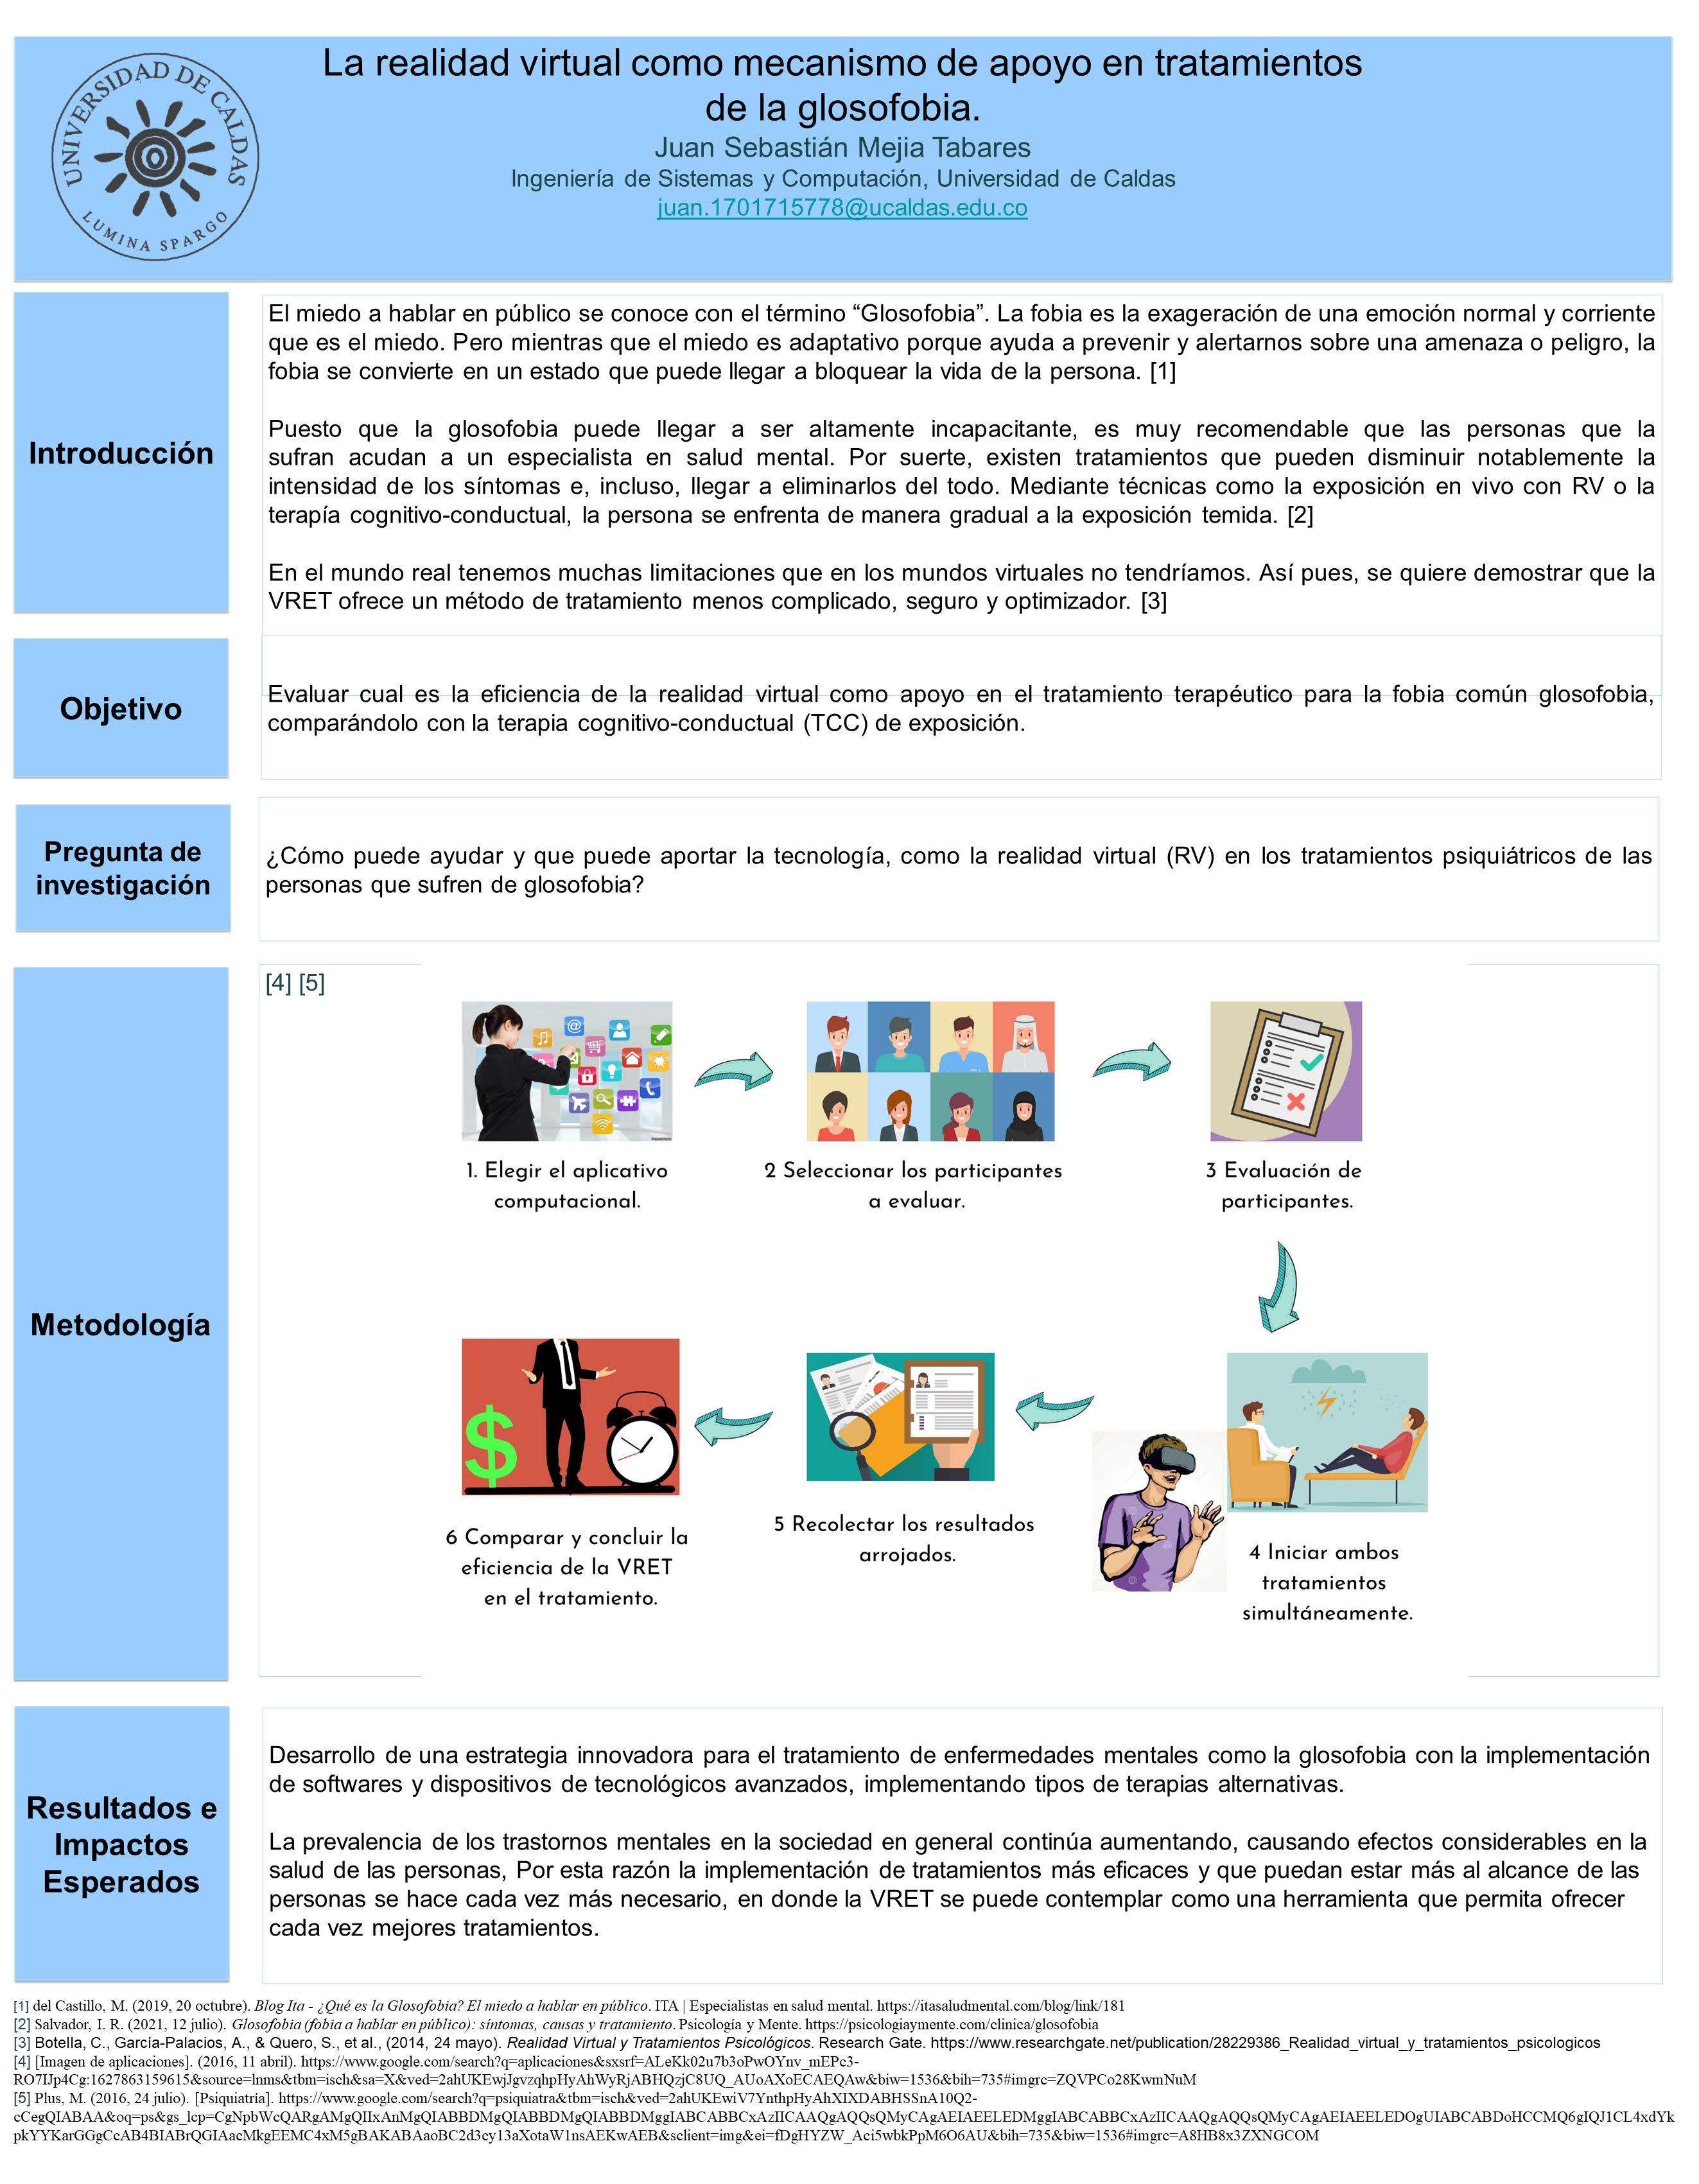 UNIVERSIDAD DE CALDAS
LUMINA SPARGO
La realidad virtual como mecanismo de apoyo en tratamientos
de la glosofobia.
Juan Sebastián Mejia Tabares
Ingeniería de Sistemas y Computación, Universidad de Caldas
juan.1701715778@ucaldas.edu.co
Introducción
El miedo a hablar en público se conoce con el término “Glosofobia”. La fobia es la exageración de una emoción normal y corriente
que es el miedo. Pero mientras que el miedo es adaptativo porque ayuda a prevenir y alertarnos sobre una amenaza o peligro, la
fobia se convierte en un estado que puede llegar a bloquear la vida de la persona. [1]
Puesto que la glosofobia puede llegar a ser altamente incapacitante, es muy recomendable que las personas que la
sufran acudan a un especialista en salud mental. Por suerte, existen tratamientos que pueden disminuir notablemente la
intensidad de los síntomas e, incluso, llegar a eliminarlos del todo. Mediante técnicas como la exposición en vivo con RV o la
terapía cognitivo-conductual, la persona se enfrenta de manera gradual a la exposición temida. [2]
En el mundo real tenemos muchas limitaciones que en los mundos virtuales no tendríamos. Así pues, se quiere demostrar que la
VRET ofrece un método de tratamiento menos complicado, seguro y optimizador. [3]
Objetivo
Evaluar cual es la eficiencia de la realidad virtual como apoyo en el tratamiento terapéutico para la fobia común glosofobia,
comparándolo con la terapia cognitivo-conductual (TCC) de exposición.
Pregunta de
investigación
¿Cómo puede ayudar y que puede aportar la tecnología, como la realidad virtual (RV) en los tratamientos psiquiátricos de las
personas que sufren de glosofobia?
Metodología
[4] [5]
1. Elegir el aplicativo
computacional.
2 Seleccionar los participantes
a evaluar.
3 Evaluación de
participantes.
4 Iniciar ambos
tratamientos
simultáneamente.
5 Recolectar los resultados
arrojados.
6 Comparar y concluir la
eficiencia de la VRET
en el tratamiento.
Resultados e
Impactos
Esperados
Desarrollo de una estrategia innovadora para el tratamiento de enfermedades mentales como la glosofobia con la implementación
de softwares y dispositivos de tecnológicos avanzados, implementando tipos de terapias alternativas.
La prevalencia de los trastornos mentales en la sociedad en general continúa aumentando, causando efectos considerables en la
salud de las personas, Por esta razón la implementación de tratamientos más eficaces y que puedan estar más al alcance de las
personas se hace cada vez más necesario, en donde la VRET se puede contemplar como una herramienta que permita ofrecer
cada vez mejores tratamientos.
[1] del Castillo, M. (2019, 20 octubre). Blog Ita - ¿Qué es la Glosofobia? El miedo a hablar en público. ITA | Especialistas en salud mental. https://itasaludmental.com/blog/link/181
[2] Salvador, I. R. (2021, 12 julio). Glosofobia (fobia a hablar en público): síntomas, causas y tratamiento. Psicología y Mente. https://psicologiaymente.com/clinica/glosofobia
[3] Botella, C., García-Palacios, A., & Quero, S., et al., (2014, 24 mayo). Realidad Virtual y Tratamientos Psicológicos. Research Gate. https://www.researchgate.net/publication/28229386_Realidad_virtual_y_tratamientos_psicologicos
[4] [Imagen de aplicaciones]. (2016, 11 abril). https://www.google.com/search?q=aplicaciones&sxsrf=ALeKk02u7b3oPwOYnv_mEPc3-
RO7IJp4Cg:1627863159615&source=lnms&tbm=isch&sa=X&ved=2ahUKEwjJgvzqhpHyAhWyRjABHQzjC8UQ_AUoAXoECAEQAw&biw=1536&bih=735#imgrc=ZQVPCo28KwmNuM
[5] Plus, M. (2016, 24 julio). [Psiquiatría]. https://www.google.com/search?q=psiquiatra&tbm=isch&ved=2ahUKEwiV7YnthpHyAhXIXDABHSSnA10Q2-
cCegQIABAA&oq=ps&gs_lcp=CgNpbWcQARgAMgQIIxAnMgQIABBDMgQIABBDMgQIABBDMggIABCABBCxAzIICAAQgAQQsQMyCAgAEIAEELEDMggIABCABBCxAzIICAAQgAQQsQMyCAgAEIAEELEDOgUIABCABDoHCCMQ6gIQJ1CL4xdYk
pkYYKarGGgCcAB4BIABrQGIAacMkgEEMC4xM5gBAKABAaoBC2d3cy13aXotaW1nsAEKwAEB&sclient=img&ei=fDgHYZW_Aci5wbkPpM6O6AU&bih=735&biw=1536#imgrc=A8HB8x3ZXNGCOM